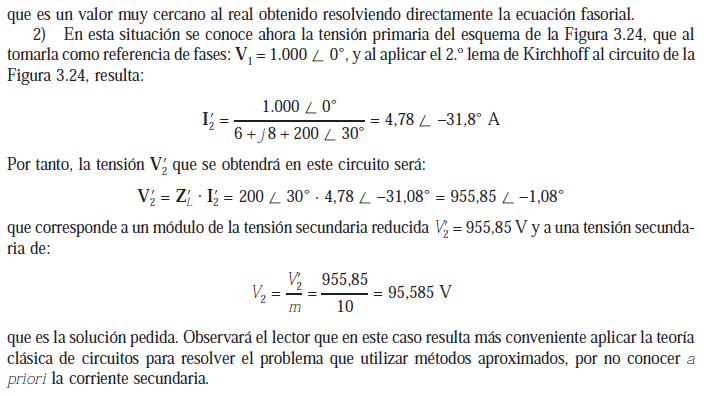 que es un valor muy cercano al real obtenido resolviendo directamente la ecuación fasorial.
2) En esta situación se conoce ahora la tensión primaria del esquema de la Figura 3.24, que al
tomarla como referencia de fases: V₁ = 1.000 ∠ 0°, y al aplicar el 2.º lema de Kirchhoff al circuito de la
Figura 3.24, resulta:
I′₂ = 1.000 ∠ 0° / (6 + j8 + 200 ∠ 30°) = 4,78 ∠ –31,8° A
Por tanto, la tensión V′₂ que se obtendrá en este circuito será:
V′₂ = Z′L · I′₂ = 200 ∠ 30° · 4,78 ∠ –31,08° = 955,85 ∠ –1,08°
que corresponde a un módulo de la tensión secundaria reducida V′₂ = 955,85 V y a una tensión secunda-
ria de:
V₂ = V′₂ / m = 955,85 / 10 = 95,585 V
que es la solución pedida. Observará el lector que en este caso resulta más conveniente aplicar la teoría
clásica de circuitos para resolver el problema que utilizar métodos aproximados, por no conocer a
priori la corriente secundaria.